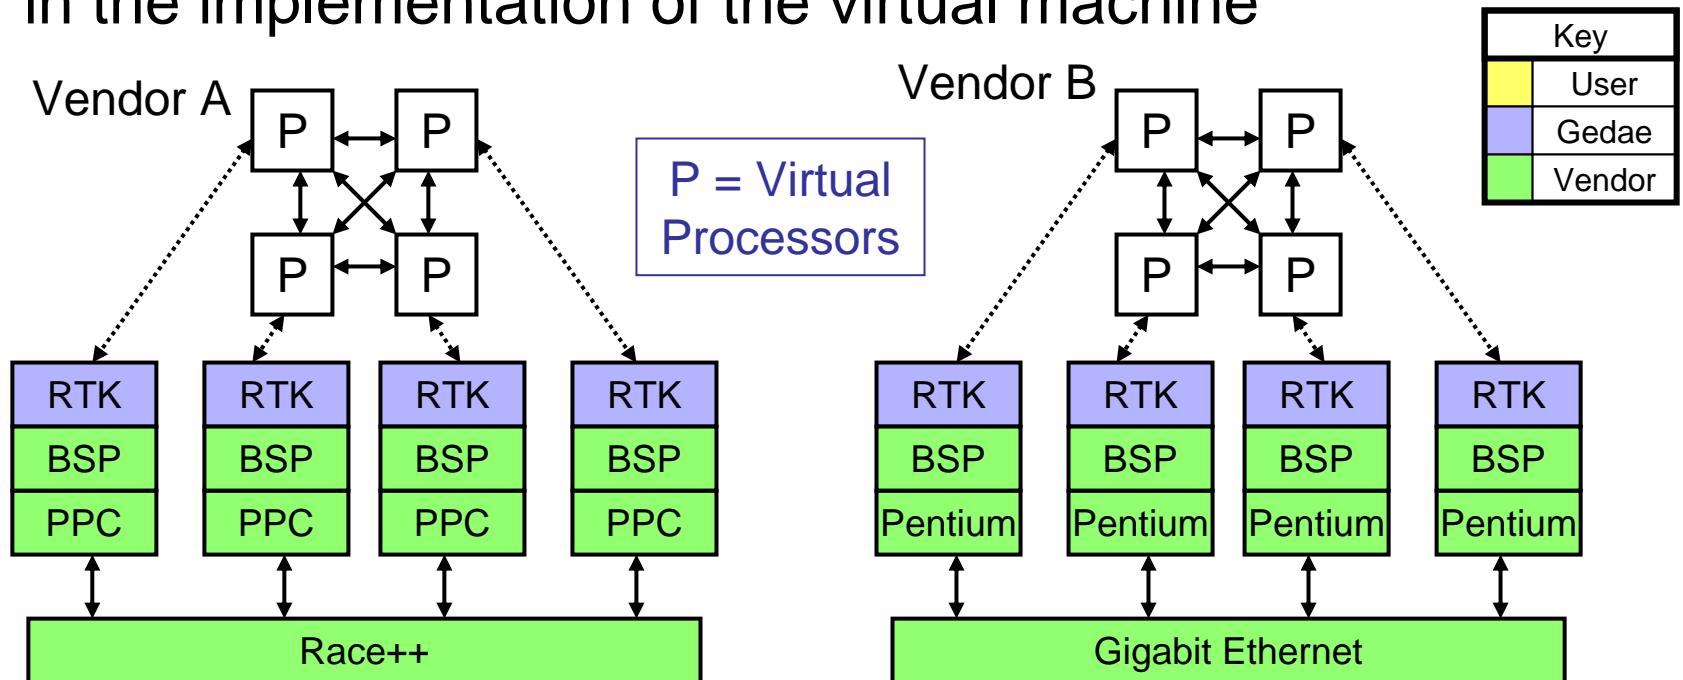 in the implementation of the virtual machine
Key
User
Gedae
Vendor
Vendor A
P P
P P
P = Virtual
Processors
Vendor B
P P
P P
RTK RTK RTK RTK
BSP BSP BSP BSP
PPC PPC PPC PPC
Race++
RTK RTK RTK RTK
BSP BSP BSP BSP
Pentium Pentium Pentium Pentium
Gigabit Ethernet